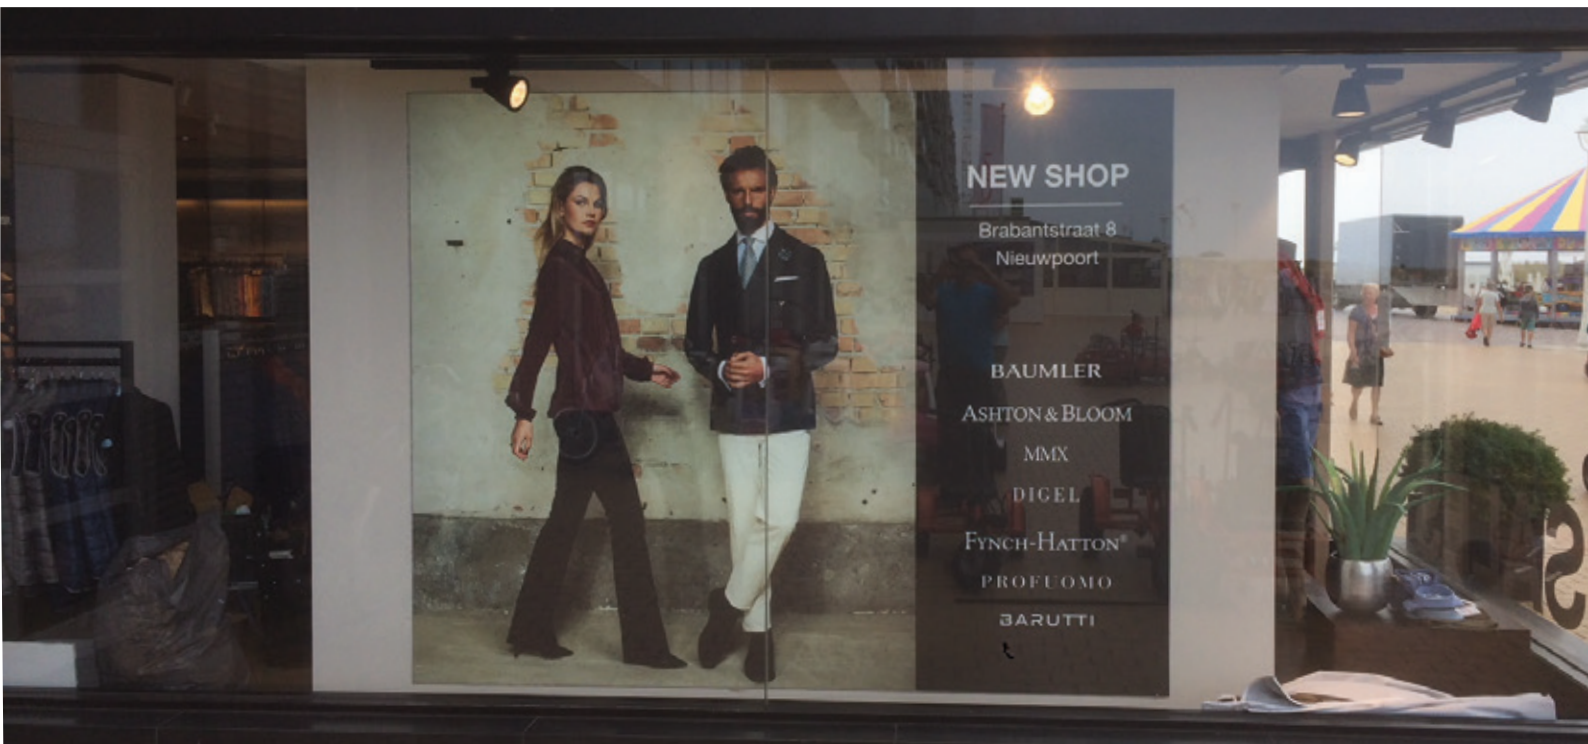 NEW SHOP
Brabantstraat 8
Nieuwpoort
BAUMLER
ASHTON & BLOOM
MMX
DIGEL
FYNCH-HATTON®
PROFUOMO
BARUTTI